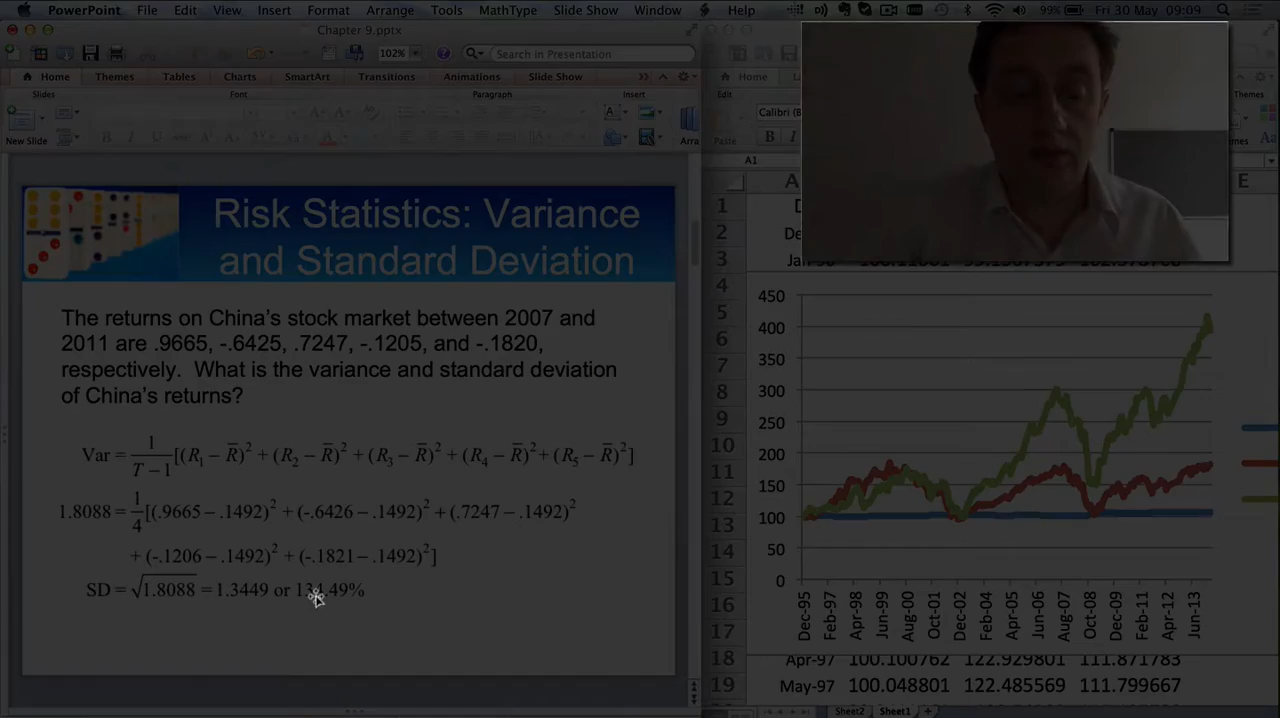 PowerPoint File Edit View Insert Format Arrange Tools MathType Slide Show Window Help 99% Fri 30 May 09:09
Chapter 9.pptx
102% Search in Presentation
Home Themes Tables Charts SmartArt Transitions Animations Slide Show
Slides Font Paragraph Insert
New Slide
B I U
Arra
Home
Edit
Themes
Calibri (B
Paste B I
Aa
A1
A E
Risk Statistics: Variance
and Standard Deviation
The returns on China's stock market between 2007 and
2011 are .9665, -.6425, .7247, -.1205, and -.1820,
respectively. What is the variance and standard deviation
of China's returns?
Var = 1/(T−1) [(R₁ − R̄)² + (R₂ − R̄)² + (R₃ − R̄)² + (R₄ − R̄)² + (R₅ − R̄)²]
1.8088 = 1/4 [(.9665 − .1492)² + (-.6426 − .1492)² + (.7247 − .1492)²
+ (-.1206 − .1492)² + (-.1821 − .1492)²]
SD = √1.8088 = 1.3449 or 134.49%
1
2
3
4
5
6
7
8
9
10
11
12
13
14
15
16
17
18
19
450
400
350
300
250
200
150
100
50
0
Dec-95 Feb-97 Apr-98 Jun-99 Aug-00 Oct-01 Dec-02 Feb-04 Apr-05 Jun-06 Aug-07 Oct-08 Dec-09 Feb-11 Apr-12 Jun-13
Apr-97 100.100762 122.929801 111.871783
May-97 100.048801 122.485569 111.799667
Sheet2 Sheet1